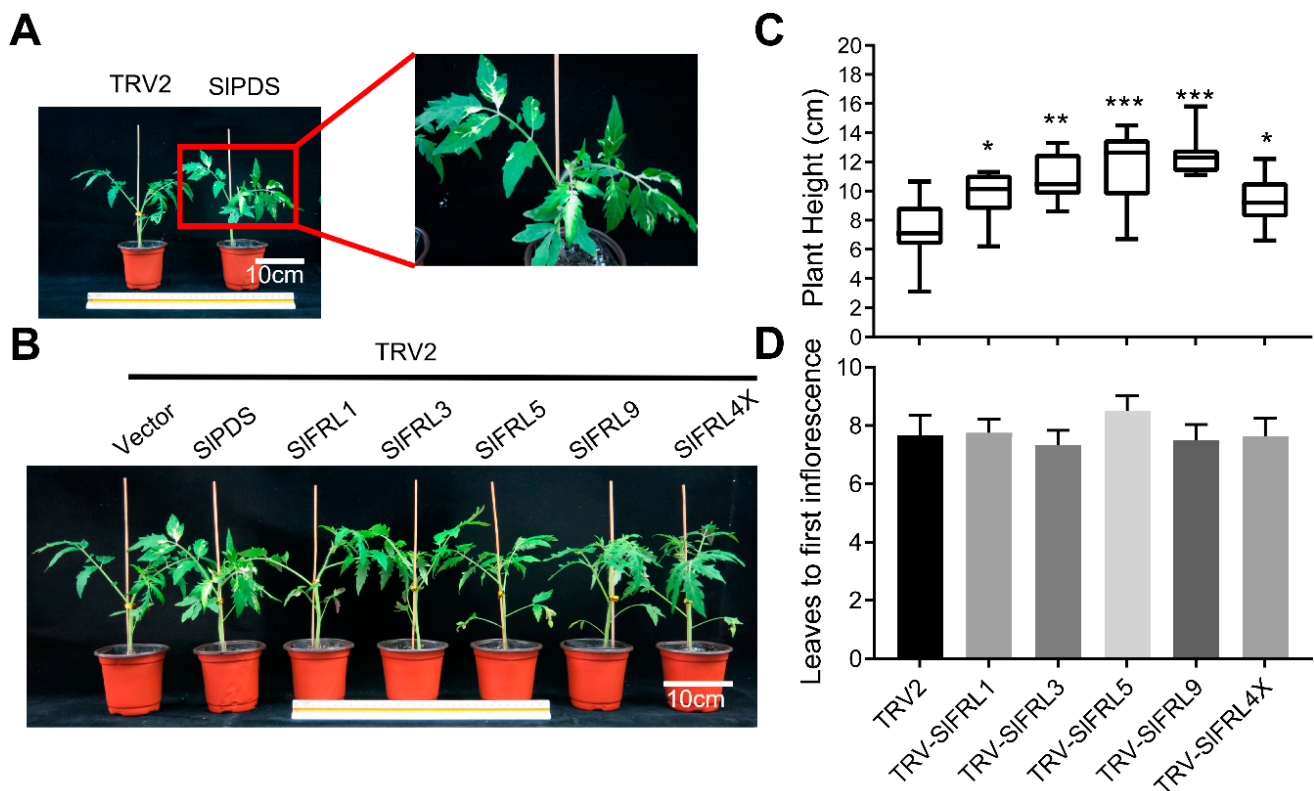 A
TRV2 SlPDS
10cm
B
TRV2
Vector
SlPDS
SlFRL1
SlFRL3
SlFRL5
SlFRL9
SlFRL4X
10cm
C
Plant Height (cm)
20
18
16
14
12
10
8
6
4
2
0
*
**
***
***
*
D
Leaves to first inflorescence
10
8
6
4
2
0
TRV2
TRV-SlFRL1
TRV-SlFRL3
TRV-SlFRL5
TRV-SlFRL9
TRV-SlFRL4X